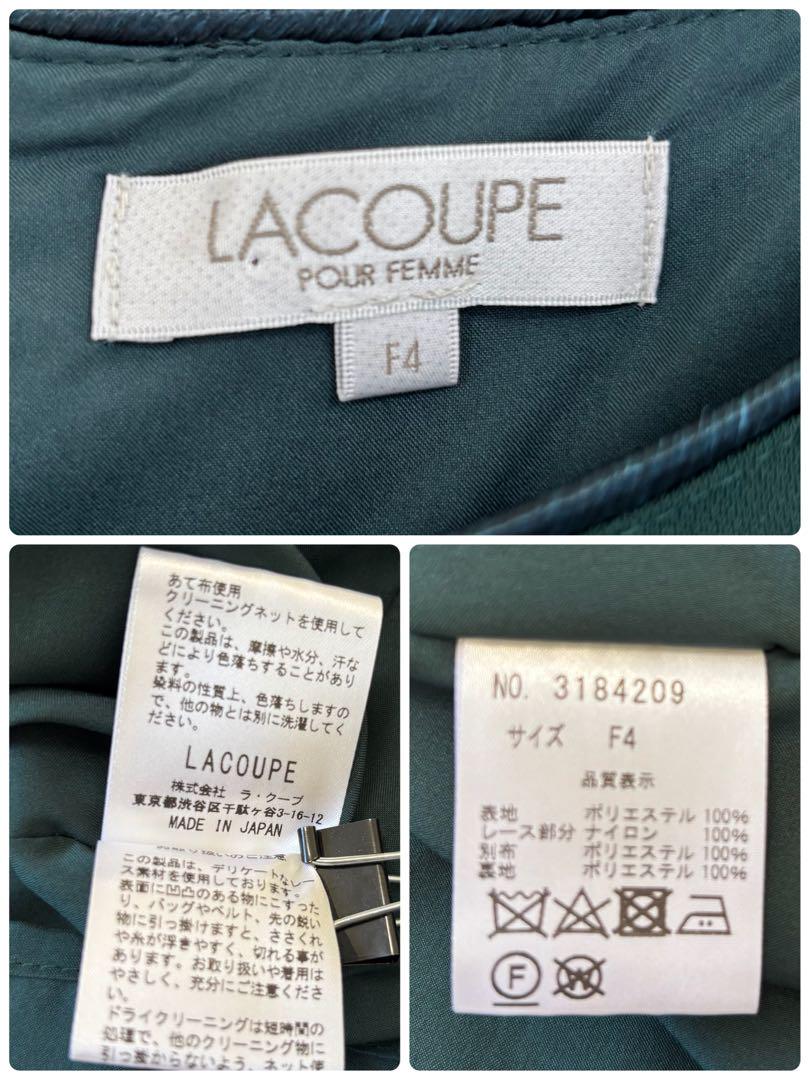 LACOUPE
POUR FEMME
F4
あて布使用
クリーニングネットを使用して
ください。
この製品は、摩擦や水分、汗な
どにより色落ちすることがあり
ます。
染料の性質上、色落ちしますの
で、他の物とは別に洗濯してく
ださい。
LACOUPE
株式会社 ラ・クープ
東京都渋谷区千駄ヶ谷3-16-12
MADE IN JAPAN
この製品は、デリケートなレー
ス素材を使用しております。
表面に凹凸のある物にこすった
り、バッグやベルト、先の鋭い
物に引っ掛けますと、ささくれ
や糸が浮きやすく、切れる事が
あります。お取り扱いや着用は
やさしく、充分にご注意くださ
い。
ドライクリーニングは短時間の
処理で、他のクリーニング物に
引っ掛からないよう、ネット使
NO. 3184209
サイズ F4
品質表示
表地 ポリエステル 100%
レース部分 ナイロン 100%
別布 ポリエステル 100%
裏地 ポリエステル 100%
F
W